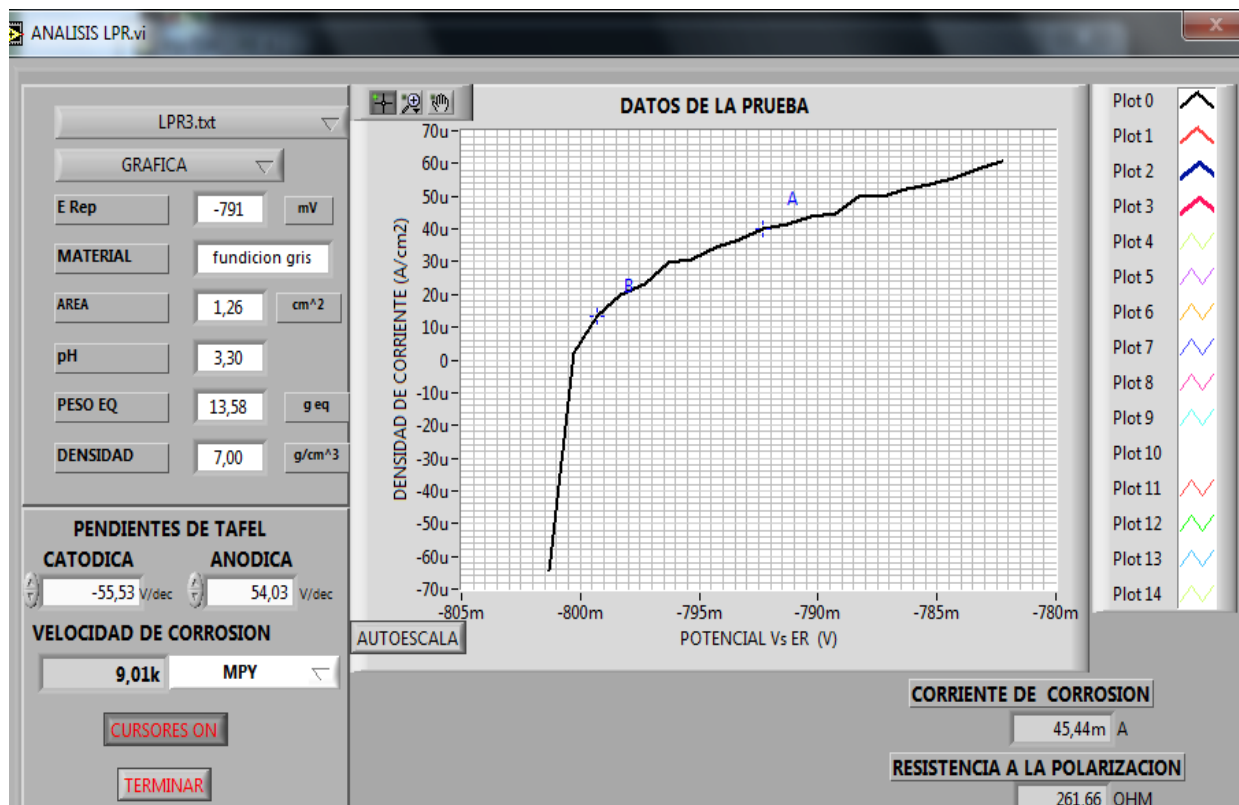 ANALISIS LPR.vi
LPR3.txt
GRAFICA
E Rep -791 mV
MATERIAL fundicion gris
AREA 1,26 cm^2
pH 3,30
PESO EQ 13,58 g eq
DENSIDAD 7,00 g/cm^3
PENDIENTES DE TAFEL
CATODICA ANODICA
-55,53 V/dec 54,03 V/dec
VELOCIDAD DE CORROSION
9,01k MPY
CURSORES ON
TERMINAR
DATOS DE LA PRUEBA
DENSIDAD DE CORRIENTE (A/cm2)
70u
60u
50u
40u
30u
20u
10u
0
-10u
-20u
-30u
-40u
-50u
-60u
-70u
A
B
-805m -800m -795m -790m -785m -780m
POTENCIAL Vs ER (V)
AUTOESCALA
Plot 0
Plot 1
Plot 2
Plot 3
Plot 4
Plot 5
Plot 6
Plot 7
Plot 8
Plot 9
Plot 10
Plot 11
Plot 12
Plot 13
Plot 14
CORRIENTE DE CORROSION
45,44m A
RESISTENCIA A LA POLARIZACION
261,66 OHM